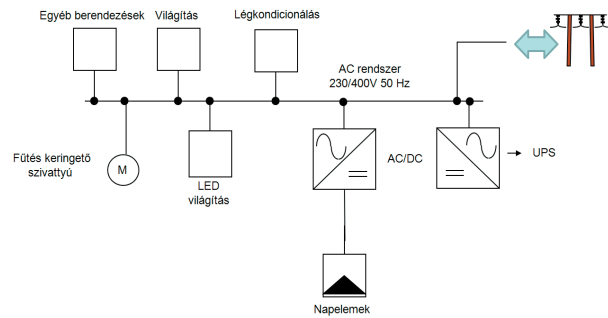 Egyéb berendezések
Világítás
Légkondicionálás
AC rendszer
230/400V 50 Hz
Fűtés keringető
szivattyú
M
LED
világítás
AC/DC
UPS
Napelemek